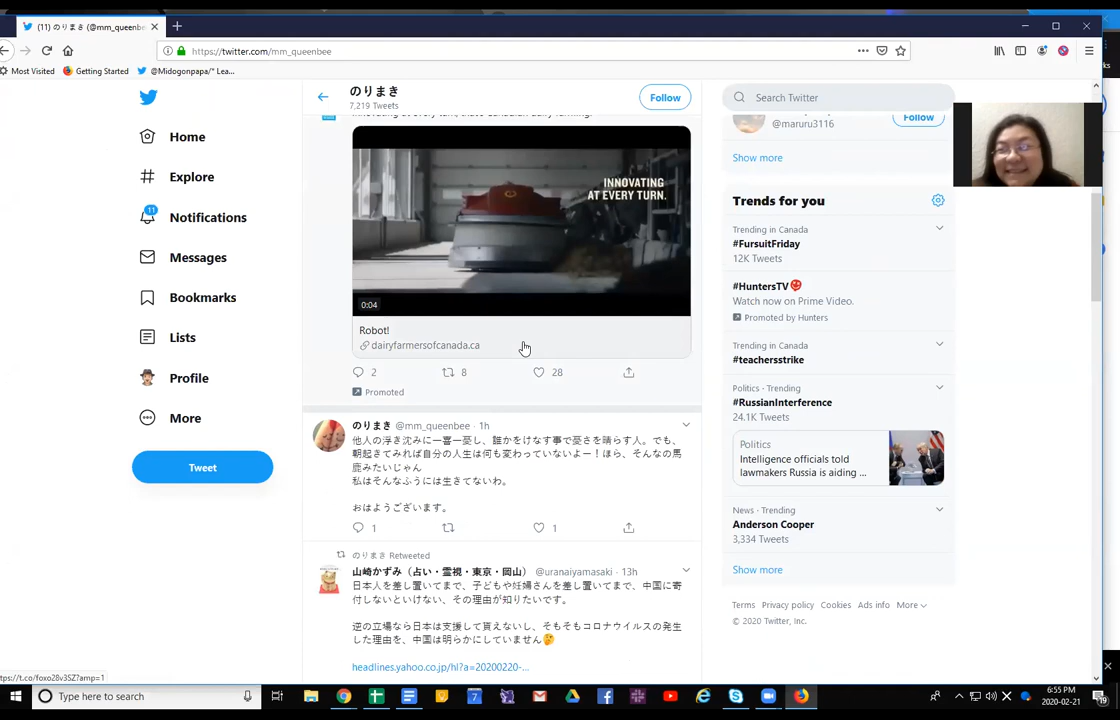 (11) のりまき (@mm_queenbee
https://twitter.com/mm_queenbee
Most Visited
Getting Started
@Midogonpapa/* Lea...
のりまき
7,219 Tweets
Follow
Home
Explore
11
Notifications
Messages
Bookmarks
Lists
Profile
More
Tweet
INNOVATING
AT EVERY TURN.
0:04
Robot!
dairyfarmersofcanada.ca
2
8
28
Promoted
のりまき @mm_queenbee · 1h
他人の浮き沈みに一喜一憂し、誰かをけなす事で憂さを晴らす人。でも、
朝起きてみれば自分の人生は何も変わっていないよー！ほら、そんなの馬
鹿みたいじゃん
私はそんなふうには生きてないわ。
おはようございます。
1
1
のりまき Retweeted
山崎かずみ（占い・霊視・東京・岡山） @uranaiyamasaki · 13h
日本人を差し置いてまで、子どもや妊婦さんを差し置いてまで、中国に寄
付しないといけない、その理由が知りたいです。
逆の立場なら日本は支援して貰えないし、そもそもコロナウイルスの発生
した理由を、中国は明らかにしていません🤔
headlines.yahoo.co.jp/hl?a=20200220-...
Search Twitter
@maruru3116
Follow
Show more
Trends for you
Trending in Canada
#FursuitFriday
12K Tweets
#HuntersTV
Watch now on Prime Video.
Promoted by Hunters
Trending in Canada
#teachersstrike
Politics · Trending
#RussianInterference
24.1K Tweets
Politics
Intelligence officials told
lawmakers Russia is aiding ...
News · Trending
Anderson Cooper
3,334 Tweets
Show more
Terms Privacy policy Cookies Ads info More
© 2020 Twitter, Inc.
ps://t.co/foxo28v3SZ?amp=1
Type here to search
6:55 PM
2020-02-21
19